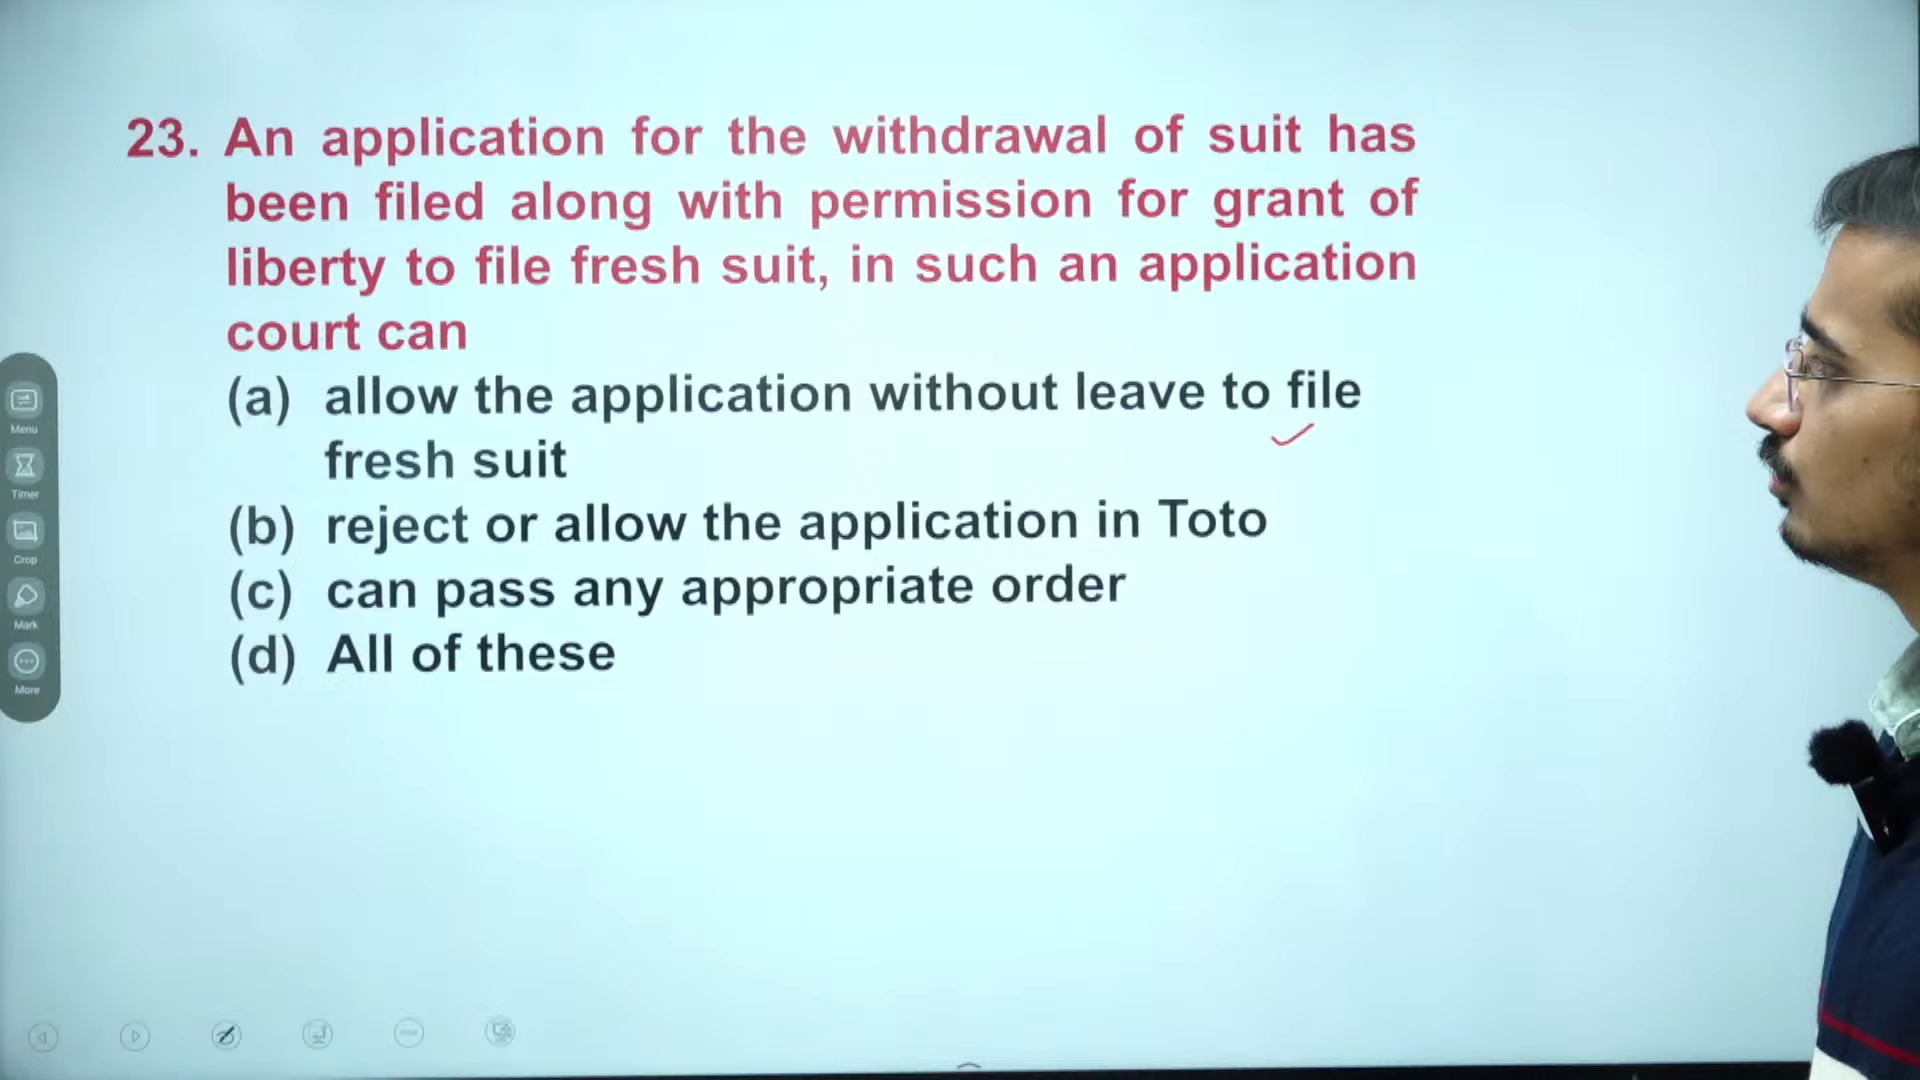 23. An application for the withdrawal of suit has
been filed along with permission for grant of
liberty to file fresh suit, in such an application
court can
(a) allow the application without leave to file
fresh suit
(b) reject or allow the application in Toto
(c) can pass any appropriate order
(d) All of these
Menu
Timer
Crop
Mark
More